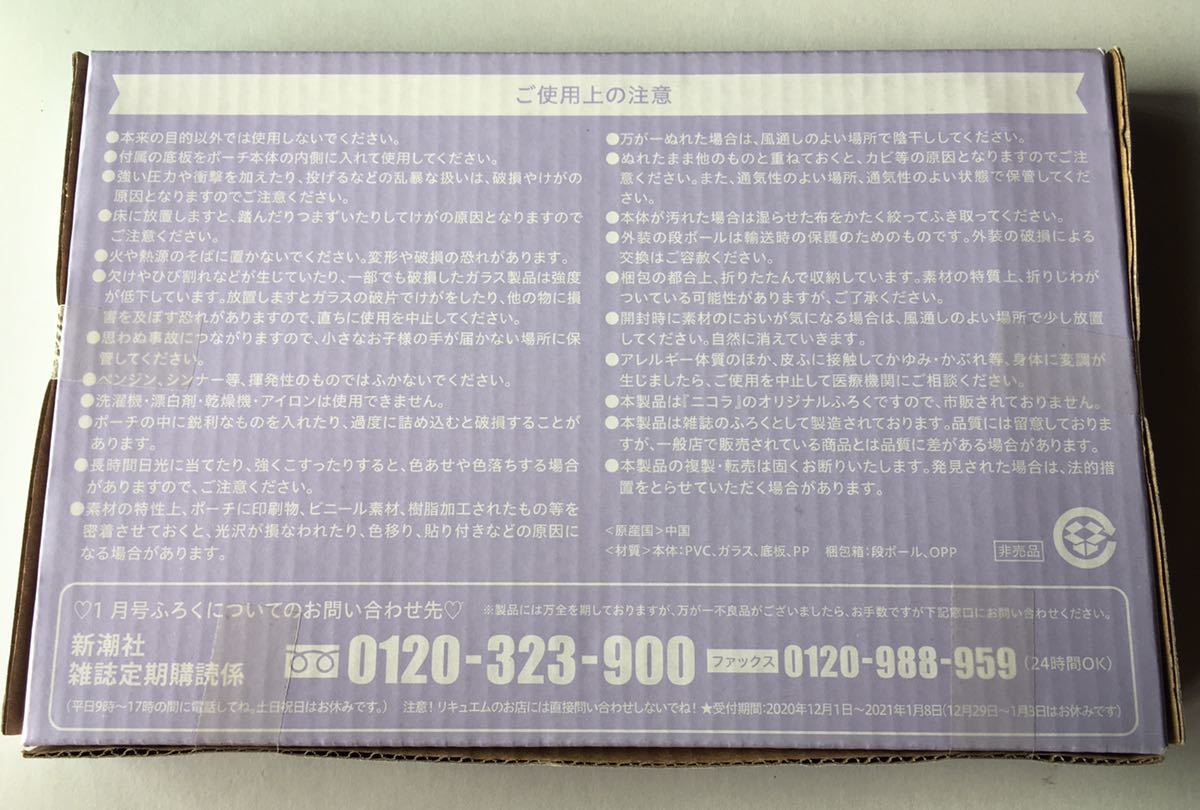 ご使用上の注意
●本来の目的以外では使用しないでください。
●付属の底板をポーチ本体の内側に入れて使用してください。
●強い圧力や衝撃を加えたり、投げるなどの乱暴な扱いは、破損やけがの
原因となりますのでご注意ください。
●床に放置しますと、踏んだりつまずいたりしてけがの原因となりますので
ご注意ください。
●火や熱源のそばに置かないでください。変形や破損の恐れがあります。
●欠けやひび割れなどが生じていたり、一部でも破損したガラス製品は強度
が低下しています。放置しますとガラスの破片でけがをしたり、他の物に損
害を及ぼす恐れがありますので、直ちに使用を中止してください。
●思わぬ事故につながりますので、小さなお子様の手が届かない場所に保
管してください。
●ベンジン、シンナー等、揮発性のものではふかないでください。
●洗濯機・漂白剤・乾燥機・アイロンは使用できません。
●ポーチの中に鋭利なものを入れたり、過度に詰め込むと破損することが
あります。
●長時間日光に当てたり、強くこすったりすると、色あせや色落ちする場合
がありますので、ご注意ください。
●素材の特性上、ポーチに印刷物、ビニール素材、樹脂加工されたもの等を
密着させておくと、光沢が損なわれたり、色移り、貼り付きなどの原因に
なる場合があります。
●万が一ぬれた場合は、風通しのよい場所で陰干ししてください。
●ぬれたまま他のものと重ねておくと、カビ等の原因となりますのでご注
意ください。また、通気性のよい場所、通気性のよい状態で保管してくだ
さい。
●本体が汚れた場合は湿らせた布をかたく絞ってふき取ってください。
●外装の段ボールは輸送時の保護のためのものです。外装の破損による
交換はご容赦ください。
●梱包の都合上、折りたたんで収納しています。素材の特質上、折りじわが
ついている可能性がありますが、ご了承ください。
●開封時に素材のにおいが気になる場合は、風通しのよい場所で少し放置
してください。自然に消えていきます。
●アレルギー体質のほか、皮ふに接触してかゆみ・かぶれ等、身体に変調が
生じましたら、ご使用を中止して医療機関にご相談ください。
●本製品は『ニコラ』のオリジナルふろくですので、市販されておりません。
●本製品は雑誌のふろくとして製造されております。品質には留意しておりま
すが、一般店で販売されている商品とは品質に差がある場合があります。
●本製品の複製・転売は固くお断りいたします。発見された場合は、法的措
置をとらせていただく場合があります。
<原産国>中国
<材質>本体:PVC、ガラス、底板、PP 梱包箱:段ボール、OPP
非売品
♡1月号ふろくについてのお問い合わせ先♡ ※製品には万全を期しておりますが、万が一不良品がございましたら、お手数ですが下記窓口にお問い合わせください。
新潮社
雑誌定期購読係
0120-323-900 ファックス 0120-988-959 (24時間OK)
(平日9時～17時の間に電話してね。土日祝日はお休みです。) 注意!リキュエムのお店には直接問い合わせしないでね!★受付期間:2020年12月1日～2021年1月8日(12月29日～1月3日はお休みです)